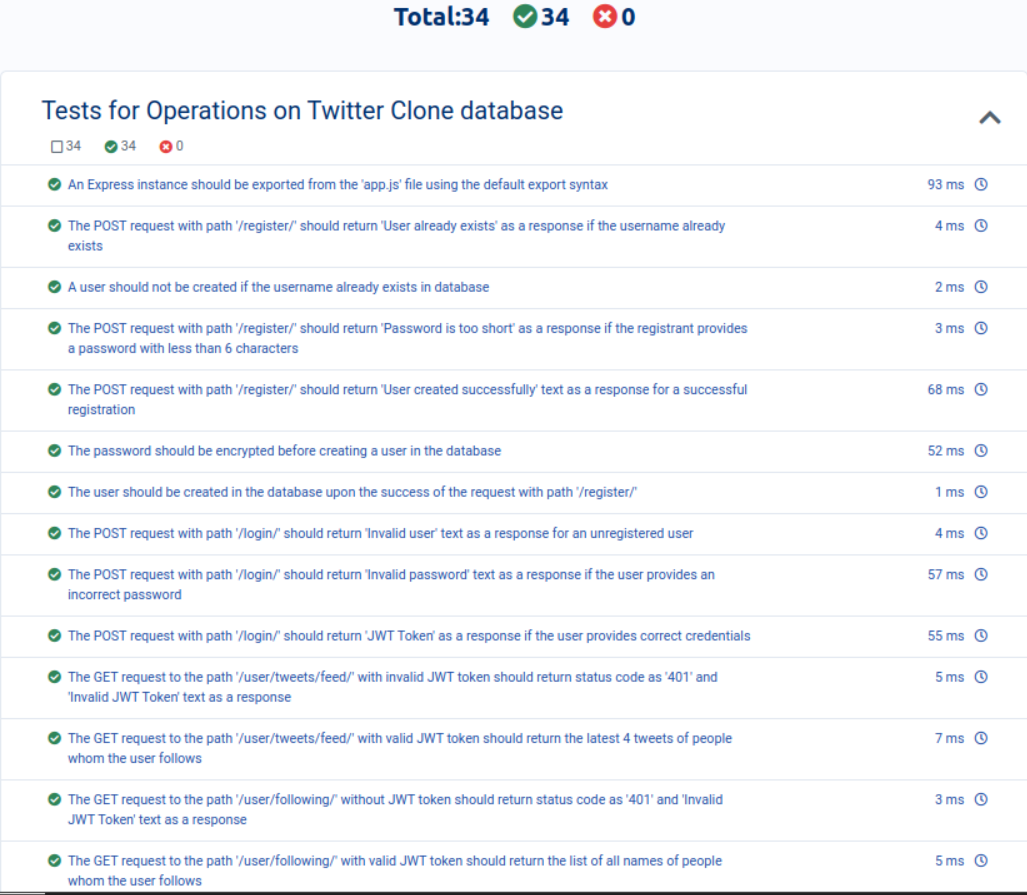 Total:34 34 0
Tests for Operations on Twitter Clone database
34 34 0
An Express instance should be exported from the 'app.js' file using the default export syntax 93 ms
The POST request with path '/register/' should return 'User already exists' as a response if the username already 4 ms
exists
A user should not be created if the username already exists in database 2 ms
The POST request with path '/register/' should return 'Password is too short' as a response if the registrant provides 3 ms
a password with less than 6 characters
The POST request with path '/register/' should return 'User created successfully' text as a response for a successful 68 ms
registration
The password should be encrypted before creating a user in the database 52 ms
The user should be created in the database upon the success of the request with path '/register/' 1 ms
The POST request with path '/login/' should return 'Invalid user' text as a response for an unregistered user 4 ms
The POST request with path '/login/' should return 'Invalid password' text as a response if the user provides an 57 ms
incorrect password
The POST request with path '/login/' should return 'JWT Token' as a response if the user provides correct credentials 55 ms
The GET request to the path '/user/tweets/feed/' with invalid JWT token should return status code as '401' and 5 ms
'Invalid JWT Token' text as a response
The GET request to the path '/user/tweets/feed/' with valid JWT token should return the latest 4 tweets of people 7 ms
whom the user follows
The GET request to the path '/user/following/' without JWT token should return status code as '401' and 'Invalid 3 ms
JWT Token' text as a response
The GET request to the path '/user/following/' with valid JWT token should return the list of all names of people 5 ms
whom the user follows